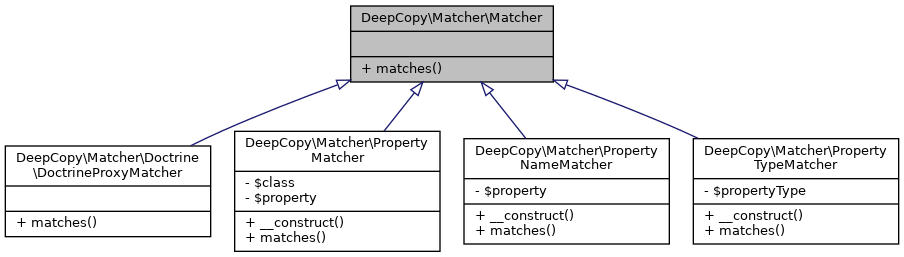 DeepCopy\Matcher\Matcher
+ matches()
DeepCopy\Matcher\Doctrine
\DoctrineProxyMatcher
+ matches()
DeepCopy\Matcher\Property
Matcher
- $class
- $property
+ __construct()
+ matches()
DeepCopy\Matcher\Property
NameMatcher
- $property
+ __construct()
+ matches()
DeepCopy\Matcher\Property
TypeMatcher
- $propertyType
+ __construct()
+ matches()